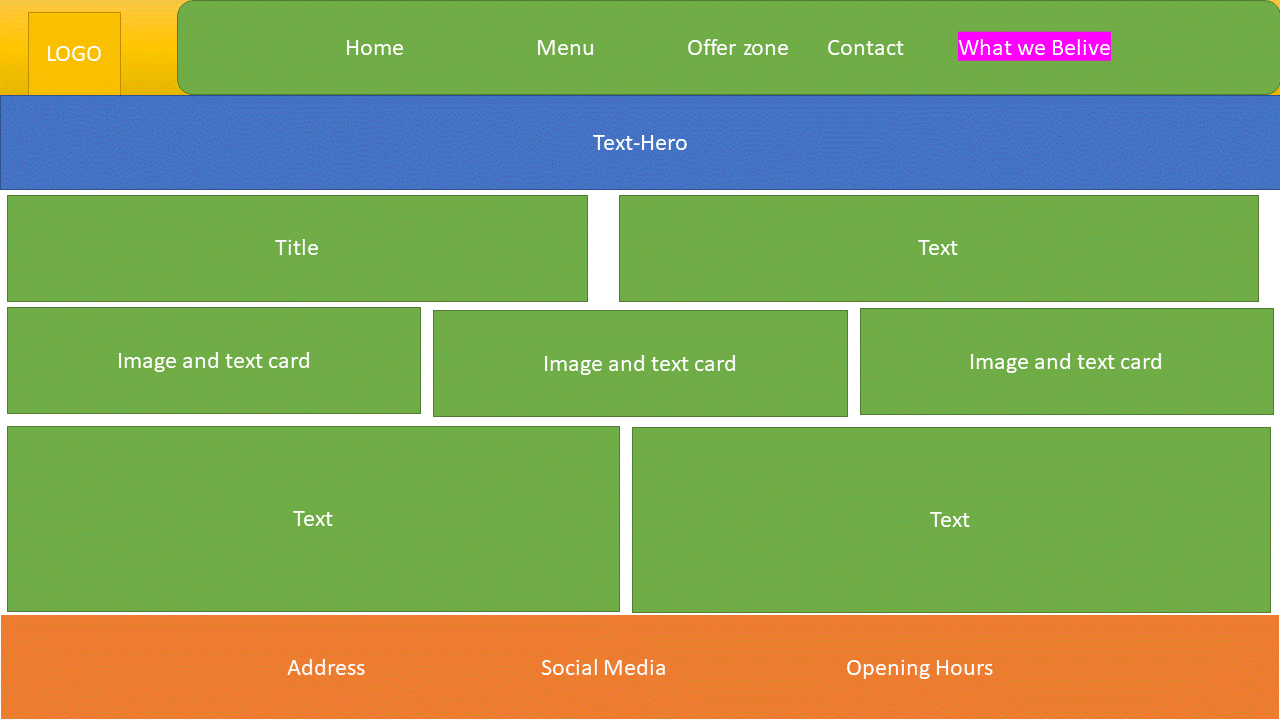 LOGO
Home Menu Offer zone Contact What we Belive
Text-Hero
Title
Text
Image and text card
Image and text card
Image and text card
Text
Text
Address
Social Media
Opening Hours